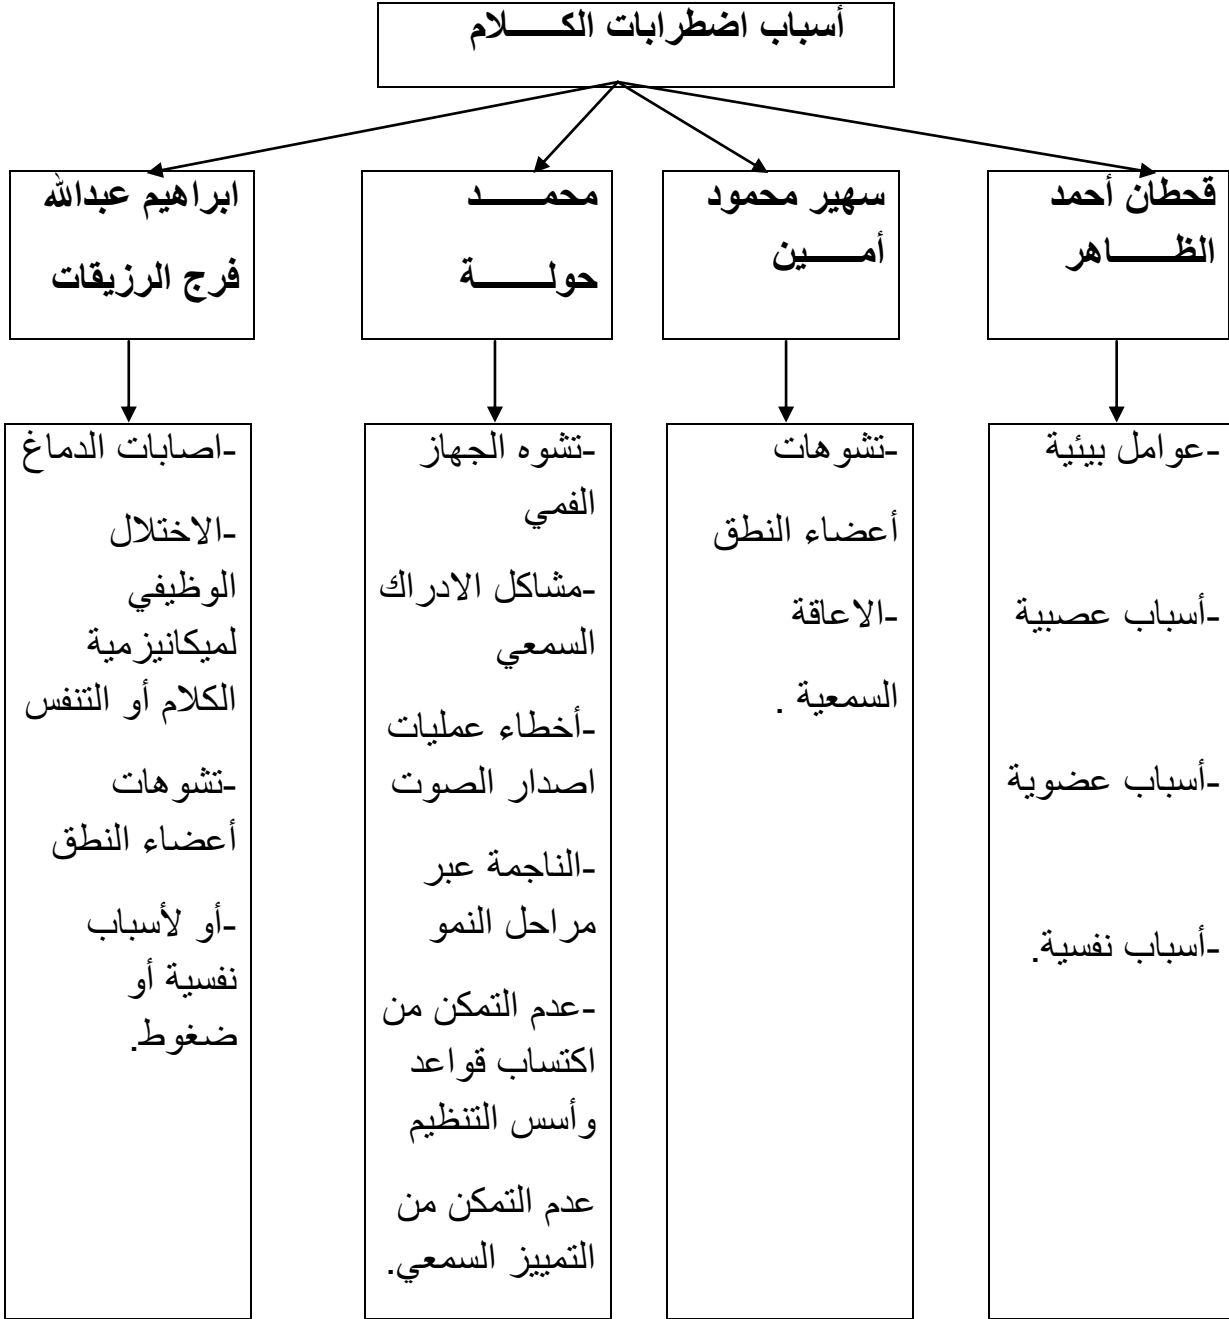 أسباب اضطرابات الكـــــلام
قحطان أحمد
الظـــــاهر
سهير محمود
أمـــــين
محمـــــد
حولـــــة
ابراهيم عبدالله
فرج الرزيقات
-عوامل بيئية
-أسباب عصبية
-أسباب عضوية
-أسباب نفسية.
-تشوهات
أعضاء النطق
-الاعاقة
السمعية .
-تشوه الجهاز
الفمي
-مشاكل الادراك
السمعي
-أخطاء عمليات
اصدار الصوت
-الناجمة عبر
مراحل النمو
-عدم التمكن من
اكتساب قواعد
وأسس التنظيم
عدم التمكن من
التمييز السمعي.
-اصابات الدماغ
-الاختلال
الوظيفي
لميكانيزمية
الكلام أو التنفس
-تشوهات
أعضاء النطق
-أو لأسباب
نفسية أو
ضغوط.